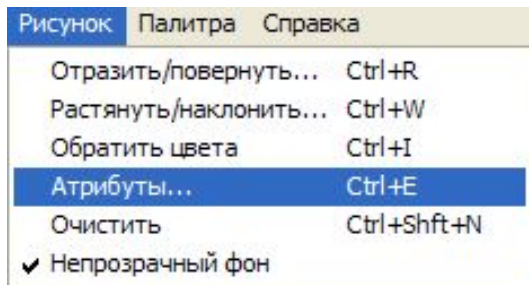 Рисунок Палитра Справка
Отразить/повернуть... Ctrl+R
Растянуть/наклонить... Ctrl+W
Обратить цвета Ctrl+I
Атрибуты... Ctrl+E
Очистить Ctrl+Shft+N
Непрозрачный фон